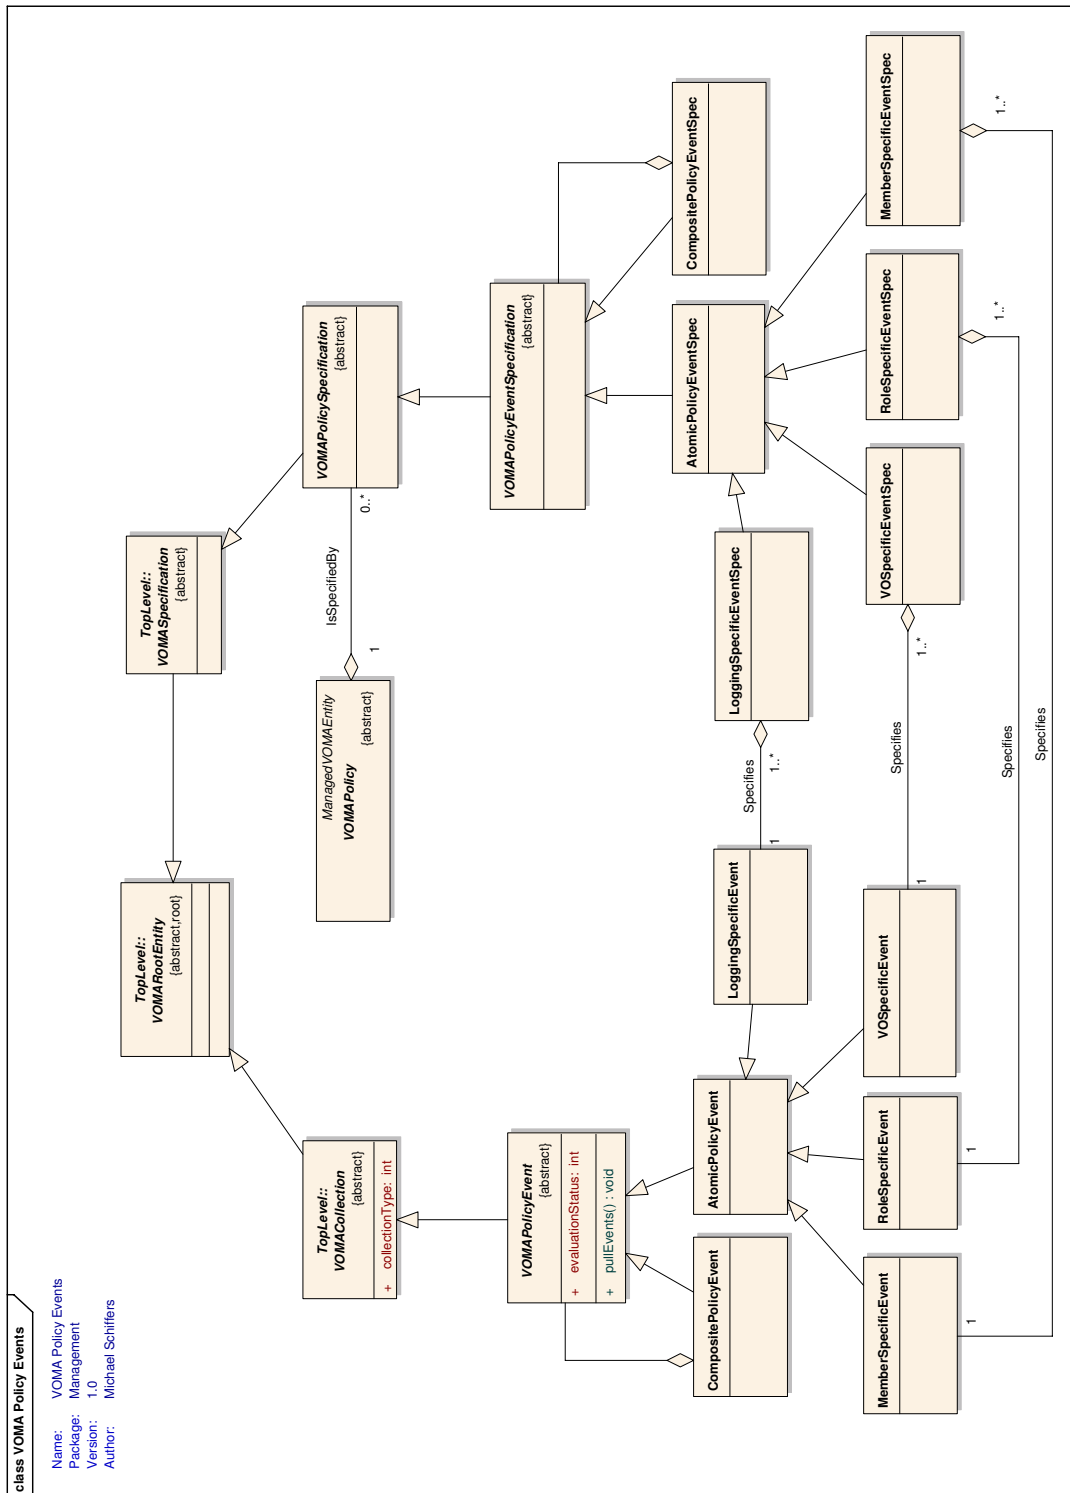 class VOMA Policy Events
Name: VOMA Policy Events
Package: Management
Version: 1.0
Author: Michael Schiffers
TopLevel::
VOMARootEntity
{abstract,root}
TopLevel::
VOMASpecification
{abstract}
TopLevel::
VOMACollection
{abstract}
+ collectionType: int
ManagedVOMAEntity
VOMAPolicy
{abstract}
1
IsSpecifiedBy
0..*
VOMAPolicySpecification
{abstract}
VOMAPolicyEvent
{abstract}
+ evaluationStatus: int
+ pullEvents() : void
VOMAPolicyEventSpecification
{abstract}
CompositePolicyEvent
AtomicPolicyEvent
LoggingSpecificEvent
1
Specifies
1..*
LoggingSpecificEventSpec
AtomicPolicyEventSpec
CompositePolicyEventSpec
MemberSpecificEvent
RoleSpecificEvent
VOSpecificEvent
VOSpecificEventSpec
RoleSpecificEventSpec
MemberSpecificEventSpec
1
Specifies
1..*
1
Specifies
1..*
1
Specifies
1..*